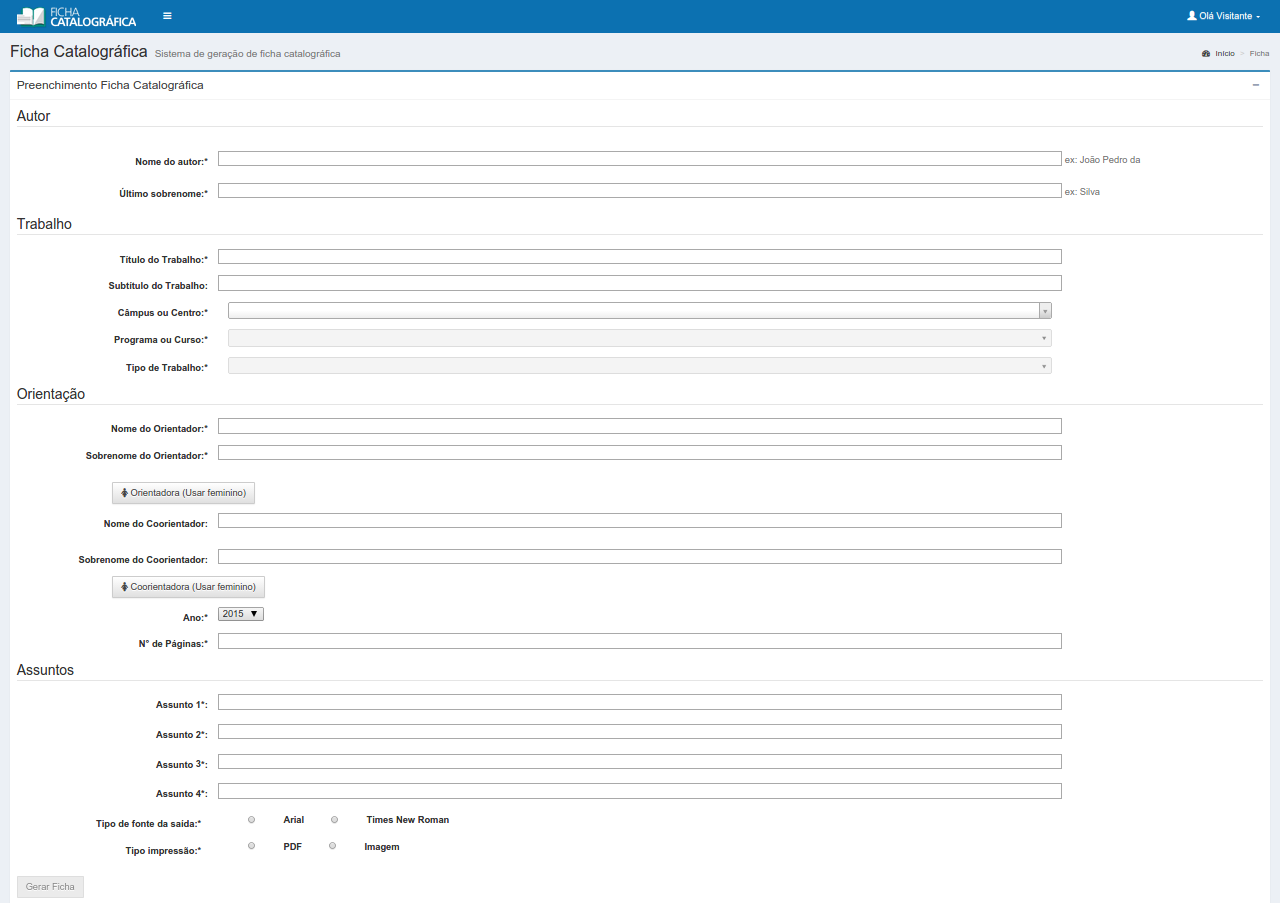 FICHA
CATALOGRÁFICA
Olá Visitante
Ficha Catalográfica Sistema de geração de ficha catalográfica
Início > Ficha
Preenchimento Ficha Catalográfica
Autor
Nome do autor:* ex: João Pedro da
Último sobrenome:* ex: Silva
Trabalho
Título do Trabalho:*
Subtítulo do Trabalho:
Câmpus ou Centro:*
Programa ou Curso:*
Tipo de Trabalho:*
Orientação
Nome do Orientador:*
Sobrenome do Orientador:*
Orientadora (Usar feminino)
Nome do Coorientador:
Sobrenome do Coorientador:
Coorientadora (Usar feminino)
Ano:* 2015
N° de Páginas:*
Assuntos
Assunto 1*:
Assunto 2*:
Assunto 3*:
Assunto 4*:
Tipo de fonte da saída:* Arial Times New Roman
Tipo impressão:* PDF Imagem
Gerar Ficha